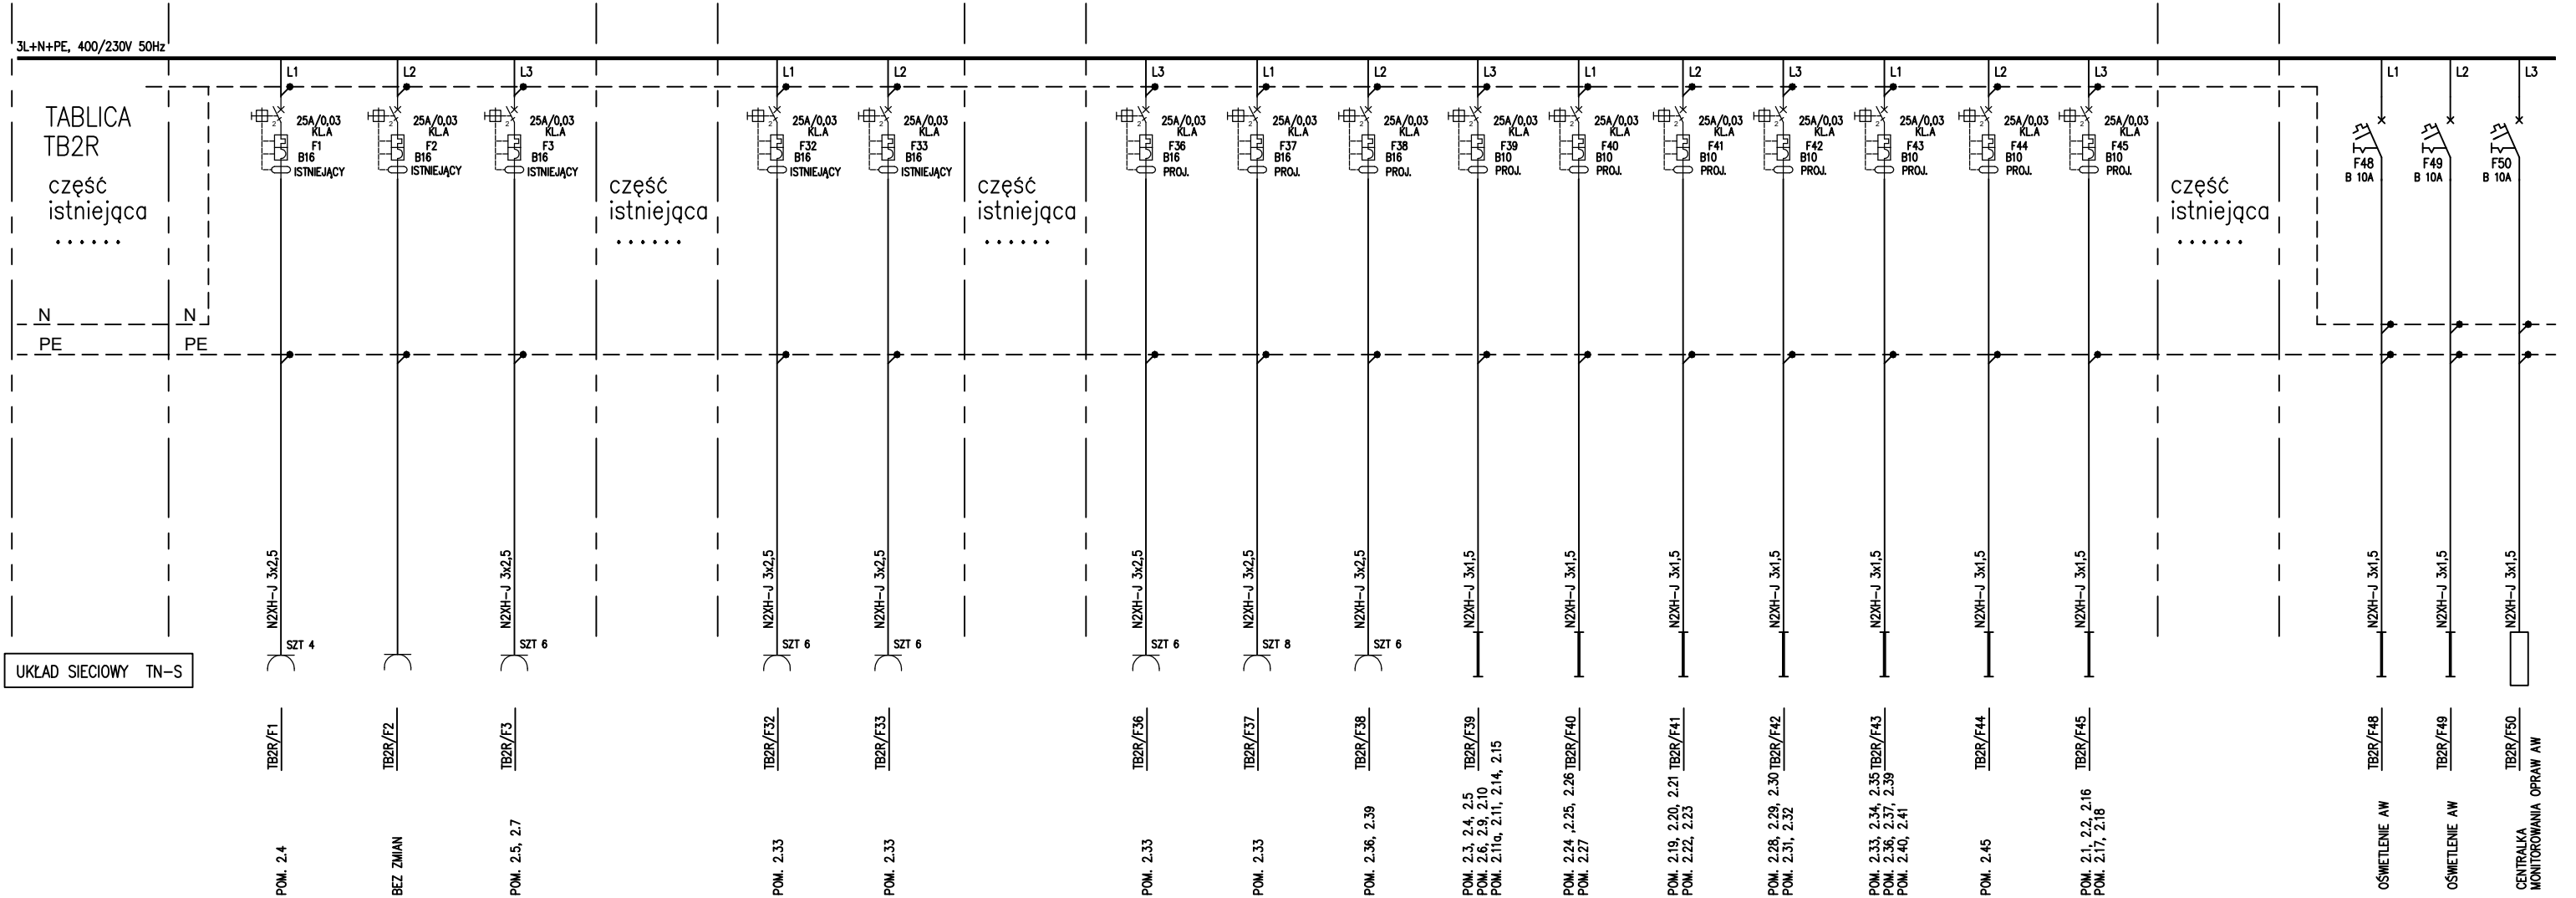 3L+N+PE, 400/230V 50Hz
L1
L2
L3
L1
L2
L3
L1
L2
L3
L1
L2
L3
L1
L2
L3
L1
L2
L3
TABLICA
TB2R
część
istniejąca
......
2
25A/0,03
KL.A
F1
B16
ISTNIEJĄCY
2
25A/0,03
KL.A
F2
B16
ISTNIEJĄCY
2
25A/0,03
KL.A
F3
B16
ISTNIEJĄCY
część
istniejąca
......
2
25A/0,03
KL.A
F32
B16
ISTNIEJĄCY
2
25A/0,03
KL.A
F33
B16
ISTNIEJĄCY
część
istniejąca
......
2
25A/0,03
KL.A
F36
B16
PROJ.
2
25A/0,03
KL.A
F37
B16
PROJ.
2
25A/0,03
KL.A
F38
B16
PROJ.
2
25A/0,03
KL.A
F39
B10
PROJ.
2
25A/0,03
KL.A
F40
B10
PROJ.
2
25A/0,03
KL.A
F41
B10
PROJ.
2
25A/0,03
KL.A
F42
B10
PROJ.
2
25A/0,03
KL.A
F43
B10
PROJ.
2
25A/0,03
KL.A
F44
B10
PROJ.
2
25A/0,03
KL.A
F45
B10
PROJ.
część
istniejąca
......
F48
B 10A
F49
B 10A
F50
B 10A
N
N
PE
PE
N2XH-J 3x2,5
N2XH-J 3x2,5
N2XH-J 3x2,5
N2XH-J 3x2,5
N2XH-J 3x2,5
N2XH-J 3x2,5
N2XH-J 3x2,5
N2XH-J 3x1,5
N2XH-J 3x1,5
N2XH-J 3x1,5
N2XH-J 3x1,5
N2XH-J 3x1,5
N2XH-J 3x1,5
N2XH-J 3x1,5
N2XH-J 3x1,5
N2XH-J 3x1,5
N2XH-J 3x1,5
SZT 4
SZT 6
SZT 6
SZT 6
SZT 6
SZT 8
SZT 6
UKŁAD SIECIOWY TN-S
TB2R/F1
TB2R/F2
TB2R/F3
TB2R/F32
TB2R/F33
TB2R/F36
TB2R/F37
TB2R/F38
TB2R/F39
TB2R/F40
TB2R/F41
TB2R/F42
TB2R/F43
TB2R/F44
TB2R/F45
TB2R/F48
TB2R/F49
TB2R/F50
POM. 2.4
BEZ ZMIAN
POM. 2.5, 2.7
POM. 2.33
POM. 2.33
POM. 2.33
POM. 2.33
POM. 2.36, 2.39
POM. 2.3, 2.4, 2.5
POM. 2.6, 2.9, 2.10
POM. 2.11a, 2.11, 2.14, 2.15
POM. 2.24 ,2.25, 2.26
POM. 2.27
POM. 2.19, 2.20, 2.21
POM. 2.22, 2.23
POM. 2.28, 2.29, 2.30
POM. 2.31, 2.32
POM. 2.33, 2.34, 2.35
POM. 2.36, 2.37, 2.39
POM. 2.40, 2.41
POM. 2.45
POM. 2.1, 2.2, 2.16
POM. 2.17, 2.18
OŚWIETLENIE AW
OŚWIETLENIE AW
CENTRALKA
MONITOROWANIA OPRAW AW